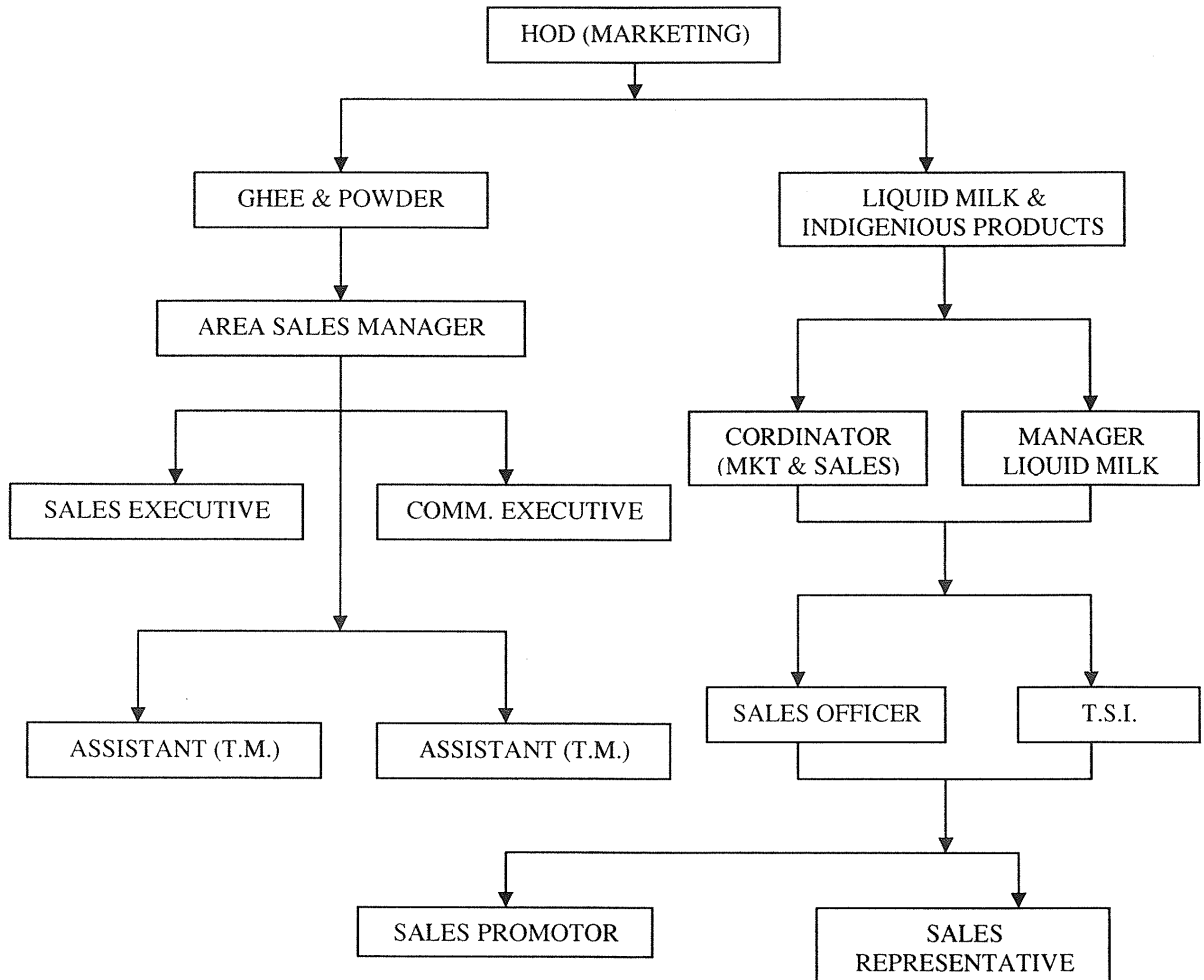 HOD (MARKETING)
GHEE & POWDER
LIQUID MILK &
INDIGENIOUS PRODUCTS
AREA SALES MANAGER
CORDINATOR
(MKT & SALES)
MANAGER
LIQUID MILK
SALES EXECUTIVE
COMM. EXECUTIVE
SALES OFFICER
T.S.I.
ASSISTANT (T.M.)
ASSISTANT (T.M.)
SALES PROMOTOR
SALES
REPRESENTATIVE